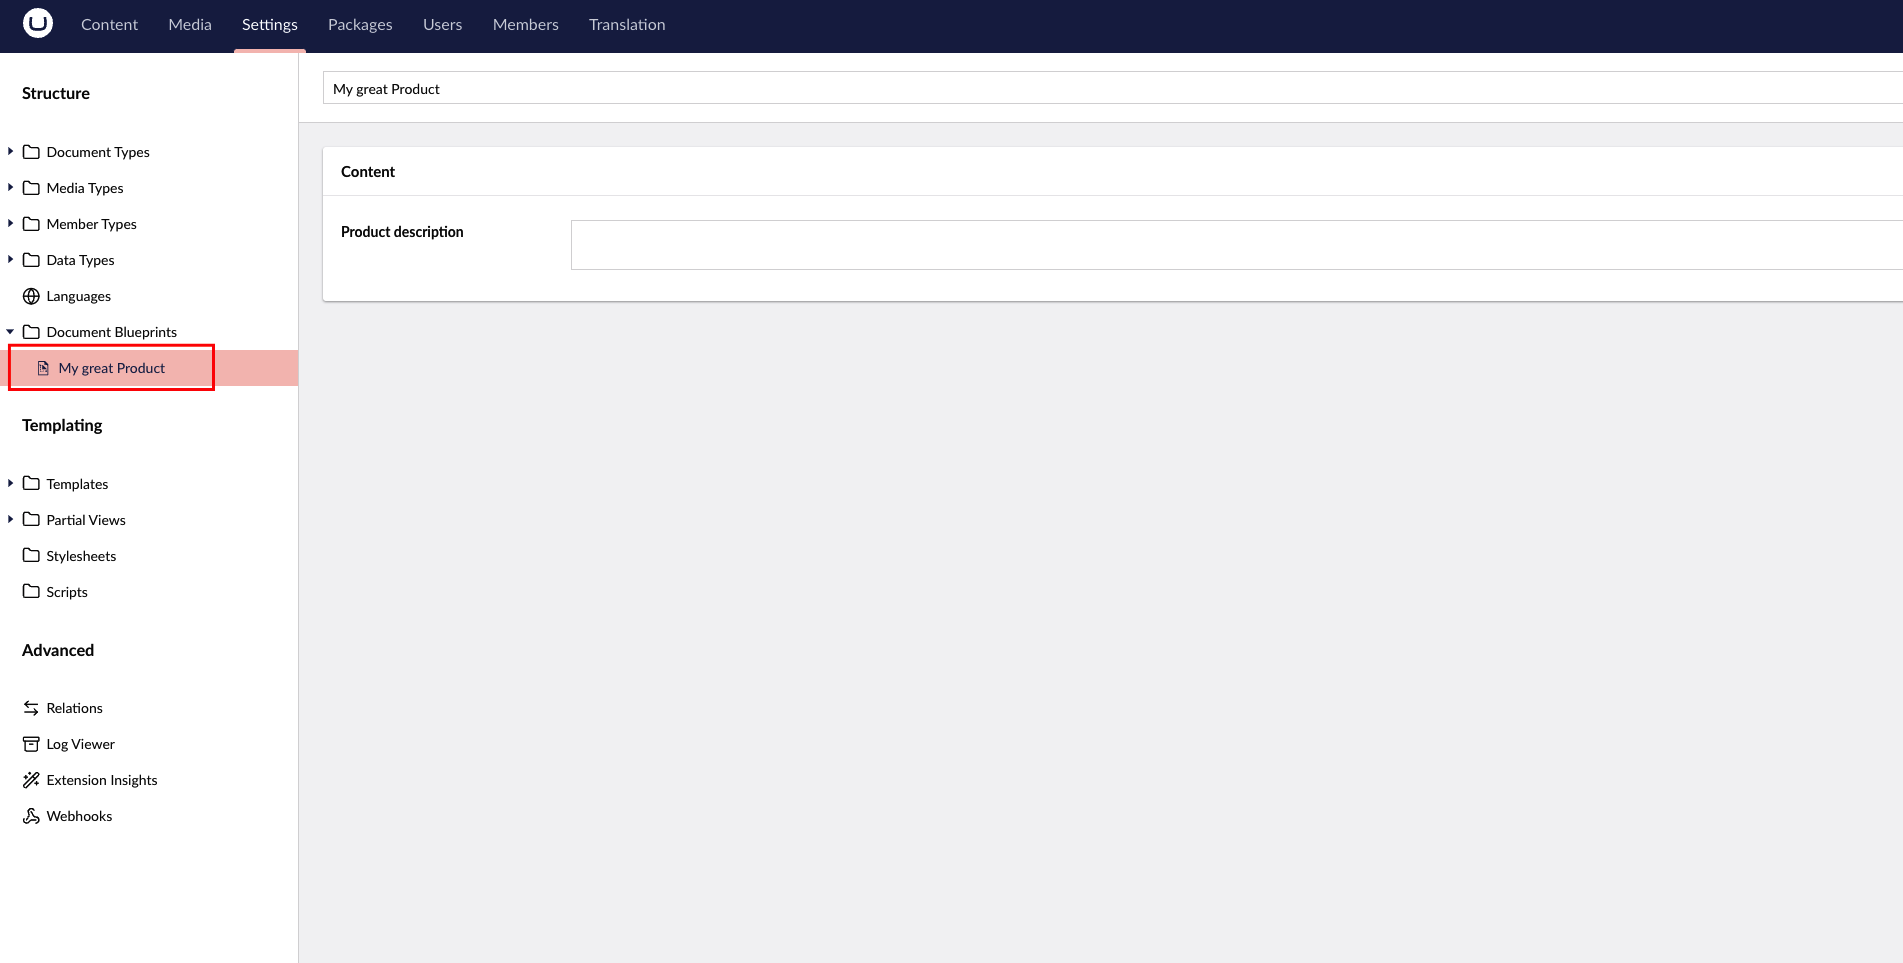 Content Media Settings Packages Users Members Translation
Structure
Document Types
Media Types
Member Types
Data Types
Languages
Document Blueprints
My great Product
Templating
Templates
Partial Views
Stylesheets
Scripts
Advanced
Relations
Log Viewer
Extension Insights
Webhooks
My great Product
Content
Product description